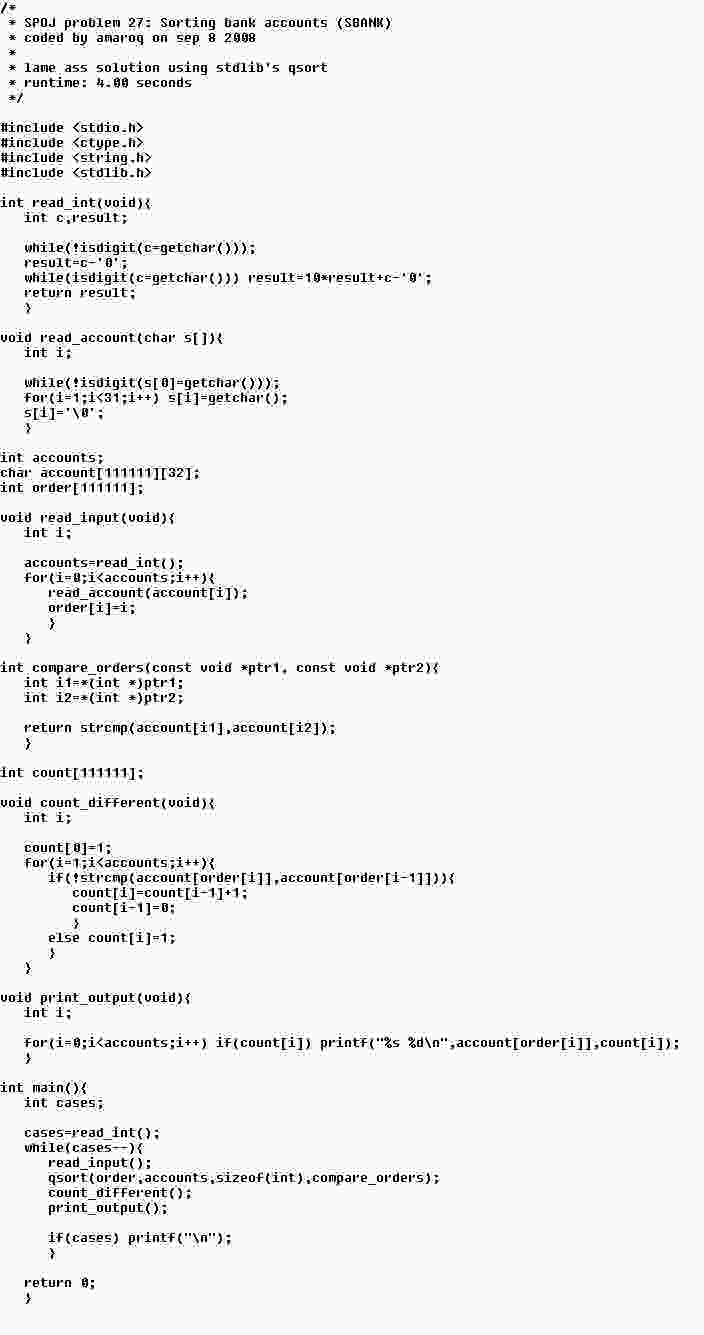 /*
 * SPOJ problem 27: Sorting bank accounts (SBANK)
 * coded by amaroq on sep 8 2008
 *
 * lame ass solution using stdlib's qsort
 * runtime: 4.00 seconds
 */

#include <stdio.h>
#include <ctype.h>
#include <string.h>
#include <stdlib.h>

int read_int(void){
   int c,result;

   while(!isdigit(c=getchar()));
   result=c-'0';
   while(isdigit(c=getchar())) result=10*result+c-'0';
   return result;
   }

void read_account(char s[]){
   int i;

   while(!isdigit(s[0]=getchar()));
   for(i=1;i<31;i++) s[i]=getchar();
   s[i]='\0';
   }

int accounts;
char account[111111][32];
int order[111111];

void read_input(void){
   int i;

   accounts=read_int();
   for(i=0;i<accounts;i++){
      read_account(account[i]);
      order[i]=i;
      }
   }

int compare_orders(const void *ptr1, const void *ptr2){
   int i1=*(int *)ptr1;
   int i2=*(int *)ptr2;

   return strcmp(account[i1],account[i2]);
   }

int count[111111];

void count_different(void){
   int i;

   count[0]=1;
   for(i=1;i<accounts;i++){
      if(!strcmp(account[order[i]],account[order[i-1]])){
         count[i]=count[i-1]+1;
         count[i-1]=0;
         }
      else count[i]=1;
      }
   }

void print_output(void){
   int i;

   for(i=0;i<accounts;i++) if(count[i]) printf("%s %d\n",account[order[i]],count[i]);
   }

int main(){
   int cases;

   cases=read_int();
   while(cases--){
      read_input();
      qsort(order,accounts,sizeof(int),compare_orders);
      count_different();
      print_output();

      if(cases) printf("\n");
      }

   return 0;
   }